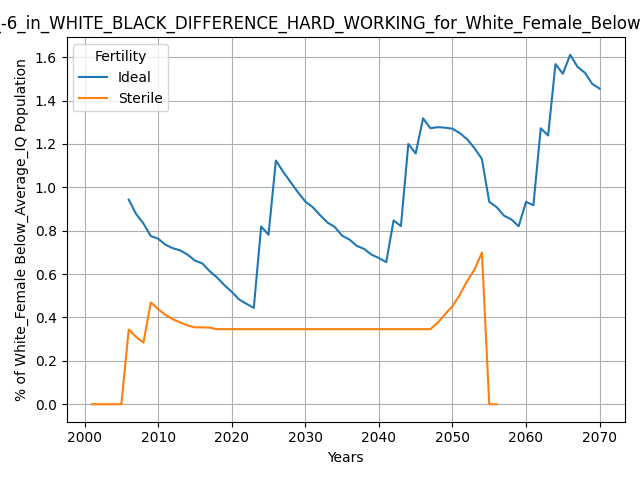 _-6_in_WHITE_BLACK_DIFFERENCE_HARD_WORKING_for_White_Female_Below
% of White_Female Below_Average_IQ Population
Fertility
Ideal
Sterile
1.6
1.4
1.2
1.0
0.8
0.6
0.4
0.2
0.0
2000 2010 2020 2030 2040 2050 2060 2070
Years